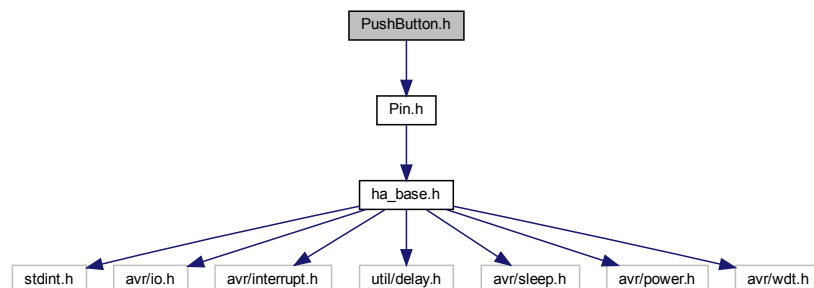 PushButton.h
Pin.h
ha_base.h
stdint.h
avr/io.h
avr/interrupt.h
util/delay.h
avr/sleep.h
avr/power.h
avr/wdt.h